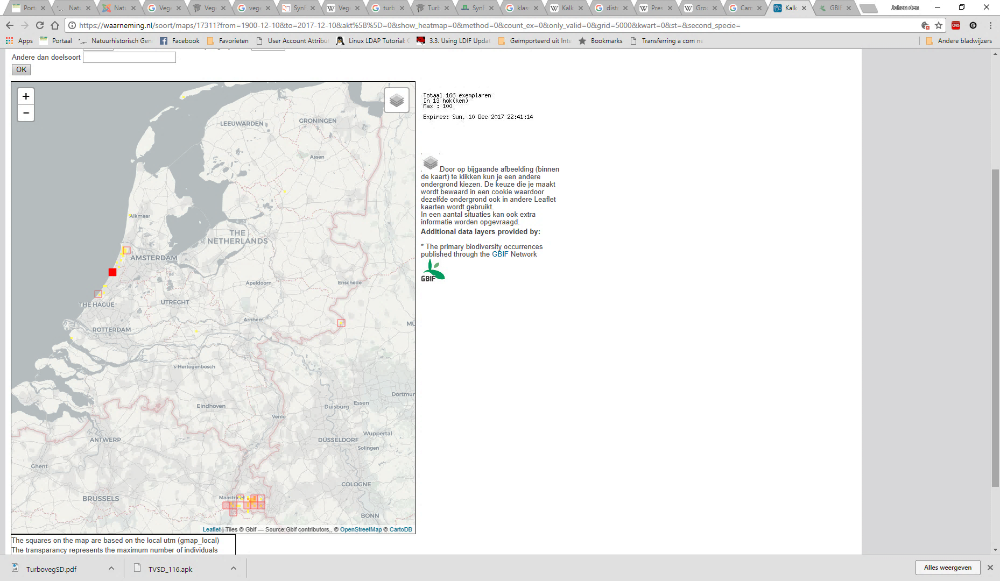 Port
Natu
Natu
Vege
Veg
vege
SynB
Veg
turb
Turb
SynB
klas
Kalk
distr
Pres
Gro
Can
Kalk
GBIF
Johan den
https://waarneming.nl/soort/maps/17311?from=1900-12-10&to=2017-12-10&akt%5B%5D=0&show_heatmap=0&method=0&count_ex=0&only_valid=0&grid=5000&kwart=0&st=&second_specie=
Apps
Portaal
Natuurhistorisch Gen
Facebook
Favorieten
User Account Attribut
Linux LDAP Tutorial:
3.3. Using LDIF Updat
Geïmporteerd uit Inte
Bookmarks
Transferring a com ne
Andere bladwijzers
Andere dan doelsoort
OK
+
−
LEEUWARDEN
GRONINGEN
Assen
Alkmaar
THE
NETHERLANDS
AMSTERDAM
Apeldoorn
Enschede
THE HAGUE
UTRECHT
Arnhem
MÜ
ROTTERDAM
's-Hertogenbosch
Dortmun
Essen
Duisburg
Eindhoven
Venlo
Wuppertal
ANTWERP
DÜSSELDORF
Solingen
Ghent
COLOGNE
BRUSSELS
Maastricht
BONN
Leaflet | Tiles © Gbif — Source:Gbif contributors,, © OpenStreetMap © CartoDB
Totaal 166 exemplaren
In 13 hok(ken)
Max : 100
Expires: Sun, 10 Dec 2017 22:41:14
Door op bijgaande afbeelding (binnen
de kaart) te klikken kun je een andere
ondergrond kiezen. De keuze die je maakt
wordt bewaard in een cookie waardoor
dezelfde ondergrond ook in andere Leaflet
kaarten wordt gebruikt.
In een aantal situaties kan ook extra
informatie worden opgevraagd.
Additional data layers provided by:
* The primary biodiversity occurrences
published through the GBIF Network
GBIF
The squares on the map are based on the local utm (gmap_local)
The transparancy represents the maximum number of individuals
TurbovegSD.pdf
TVSD_116.apk
Alles weergeven